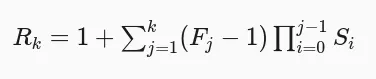 R_k = 1 + \sum_{j=1}^{k} (F_j - 1) \prod_{i=0}^{j-1} S_i